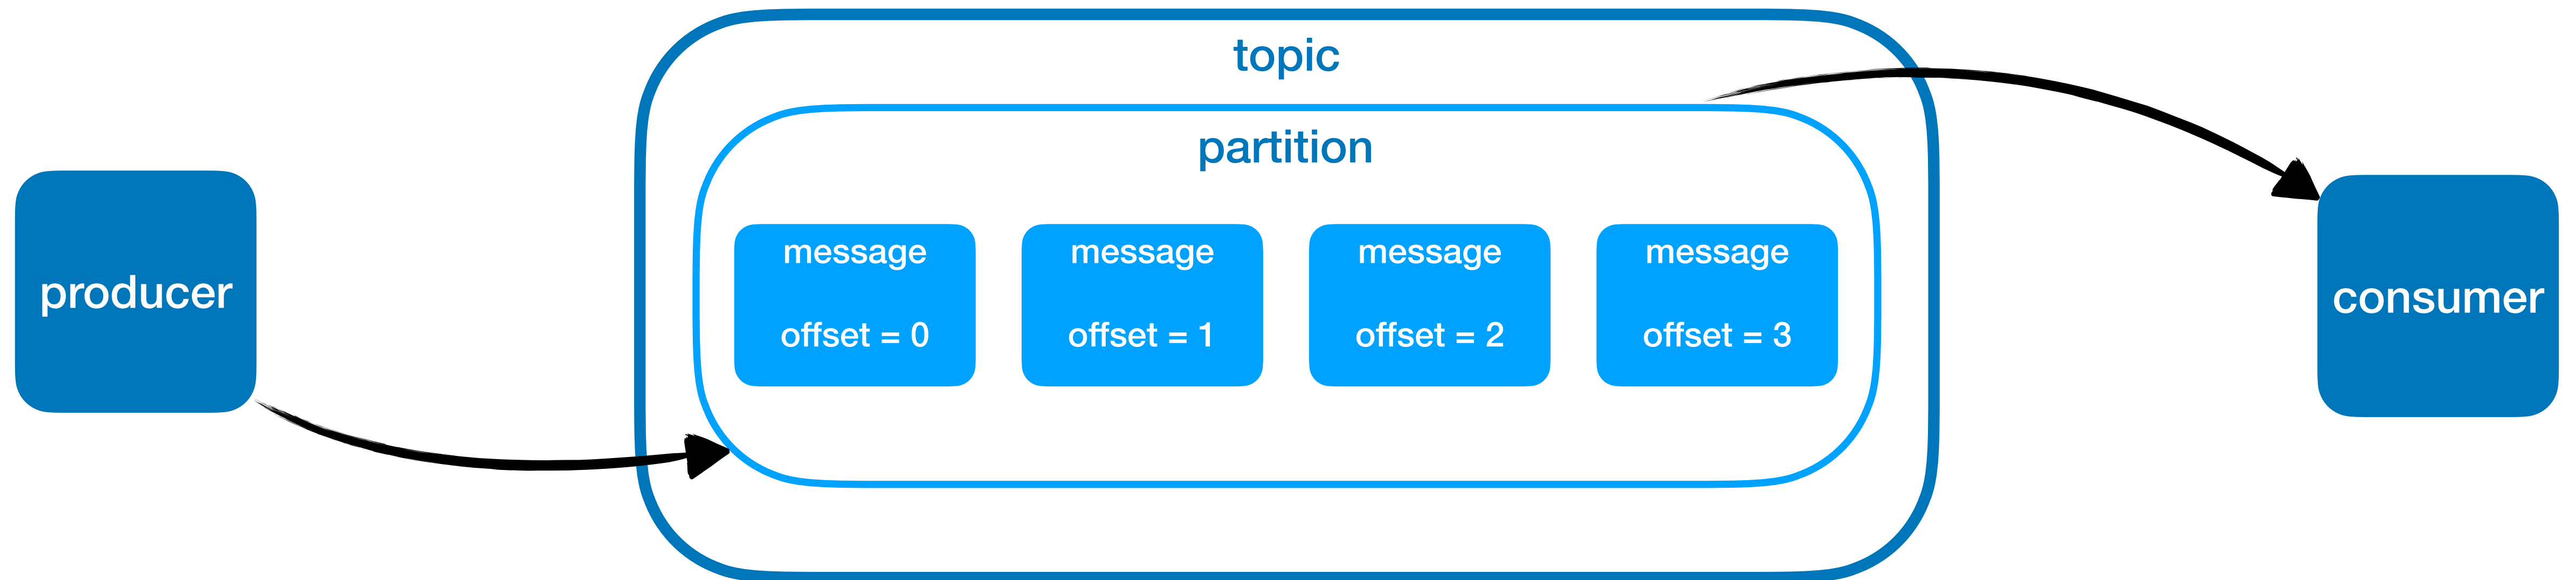 topic
partition
producer
message
offset = 0
message
offset = 1
message
offset = 2
message
offset = 3
consumer